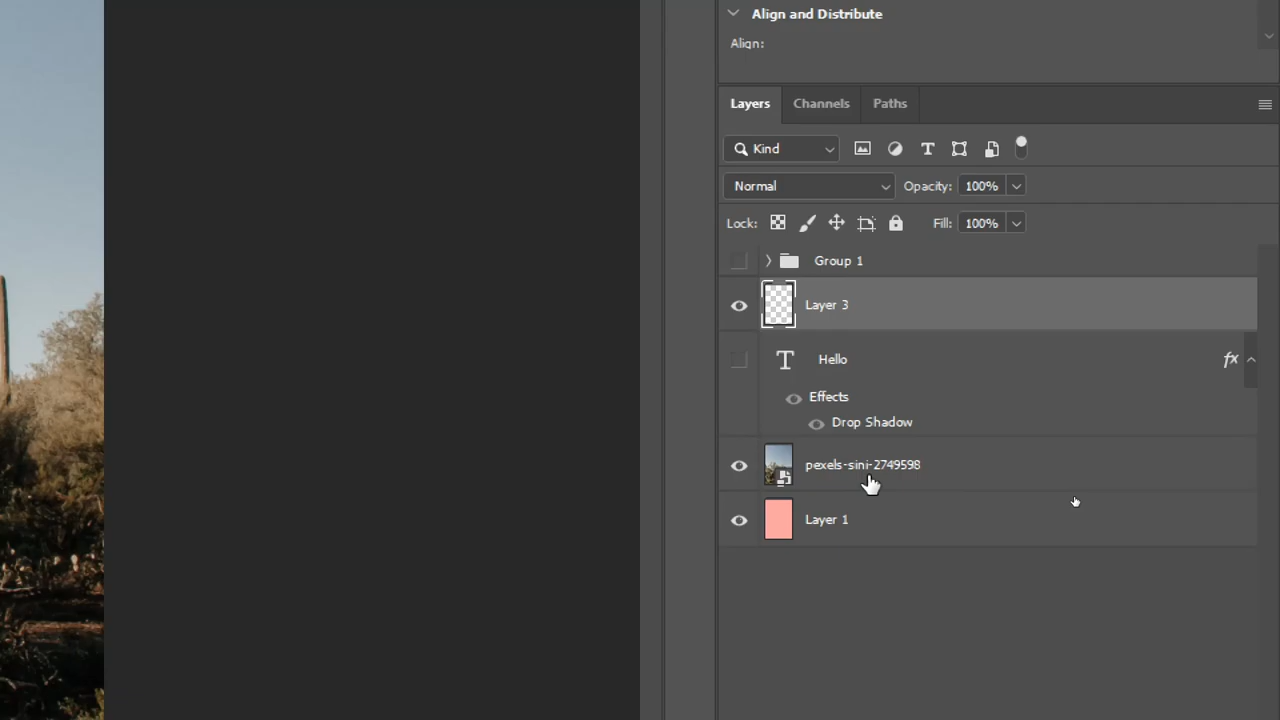 Align and Distribute
Align:
Layers Channels Paths
Kind
Normal Opacity: 100%
Lock: Fill: 100%
Group 1
Layer 3
Hello fx
Effects
Drop Shadow
pexels-sini-2749598
Layer 1